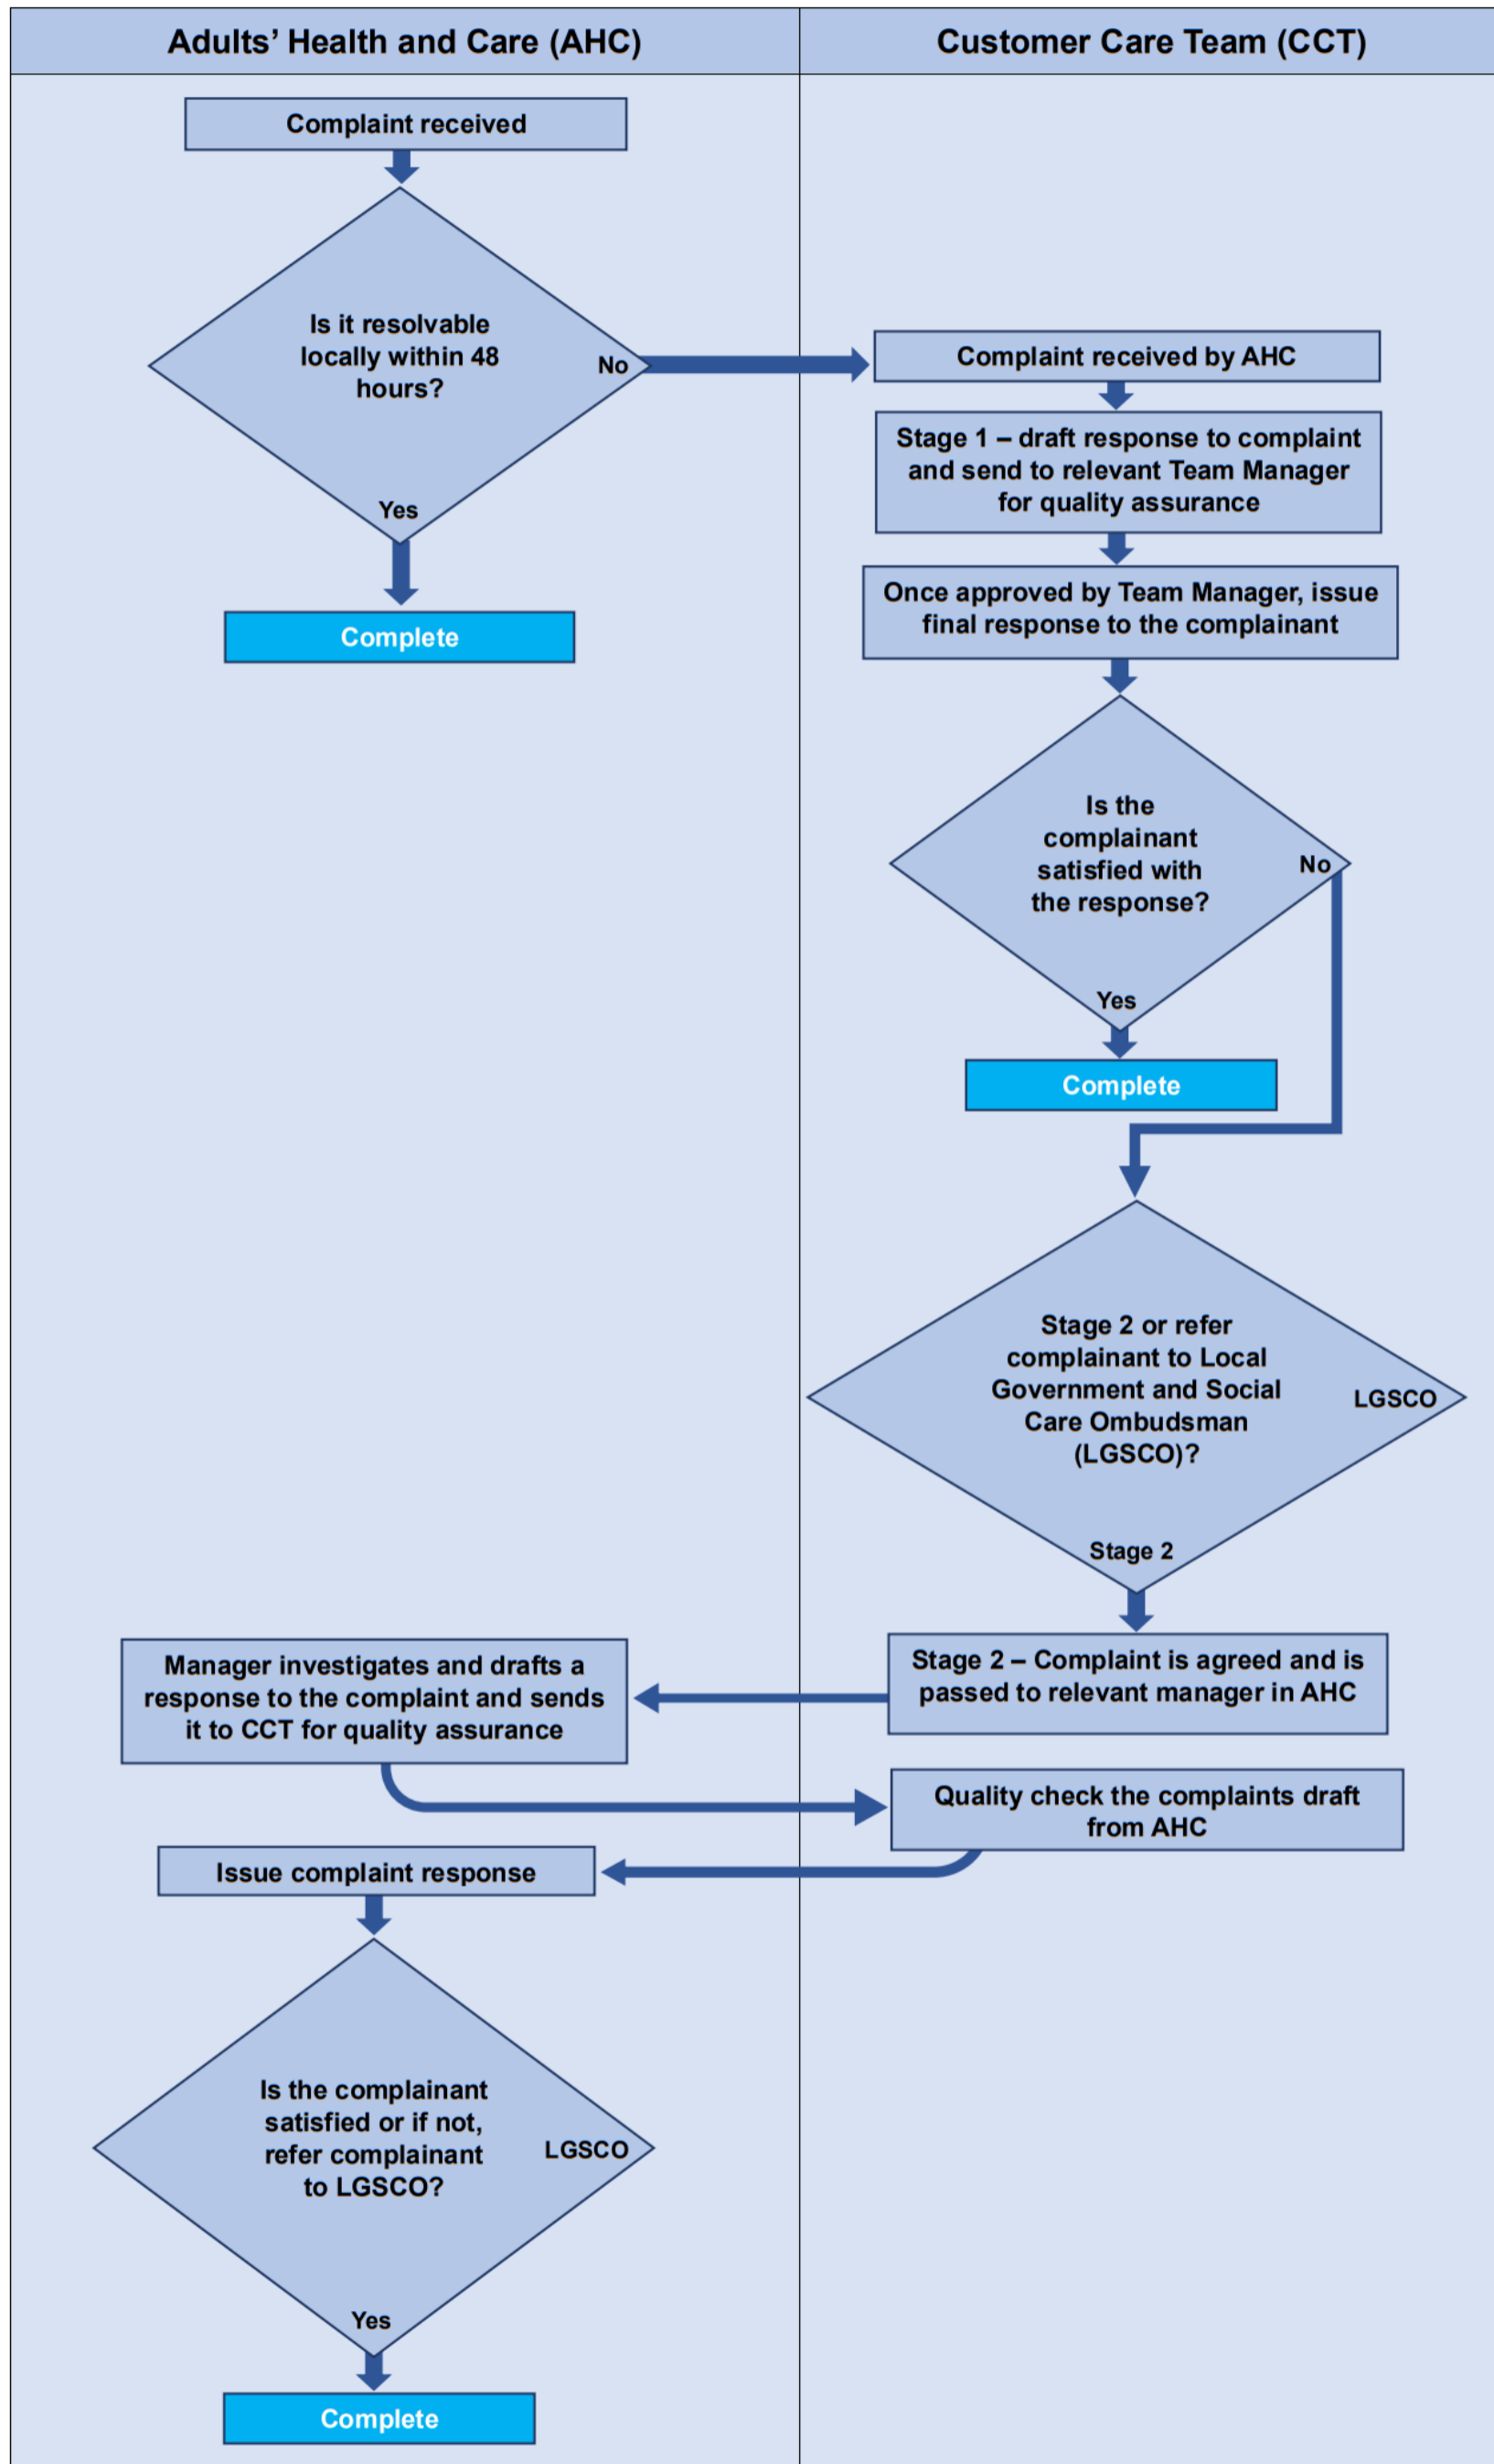 Adults’ Health and Care (AHC)
Customer Care Team (CCT)
Complaint received
Is it resolvable
locally within 48
hours?
No
Yes
Complete
Complaint received by AHC
Stage 1 – draft response to complaint
and send to relevant Team Manager
for quality assurance
Once approved by Team Manager, issue
final response to the complainant
Is the
complainant
satisfied with
the response?
No
Yes
Complete
Stage 2 or refer
complainant to Local
Government and Social
Care Ombudsman
(LGSCO)?
LGSCO
Stage 2
Stage 2 – Complaint is agreed and is
passed to relevant manager in AHC
Manager investigates and drafts a
response to the complaint and sends
it to CCT for quality assurance
Quality check the complaints draft
from AHC
Issue complaint response
Is the complainant
satisfied or if not,
refer complainant
to LGSCO?
LGSCO
Yes
Complete